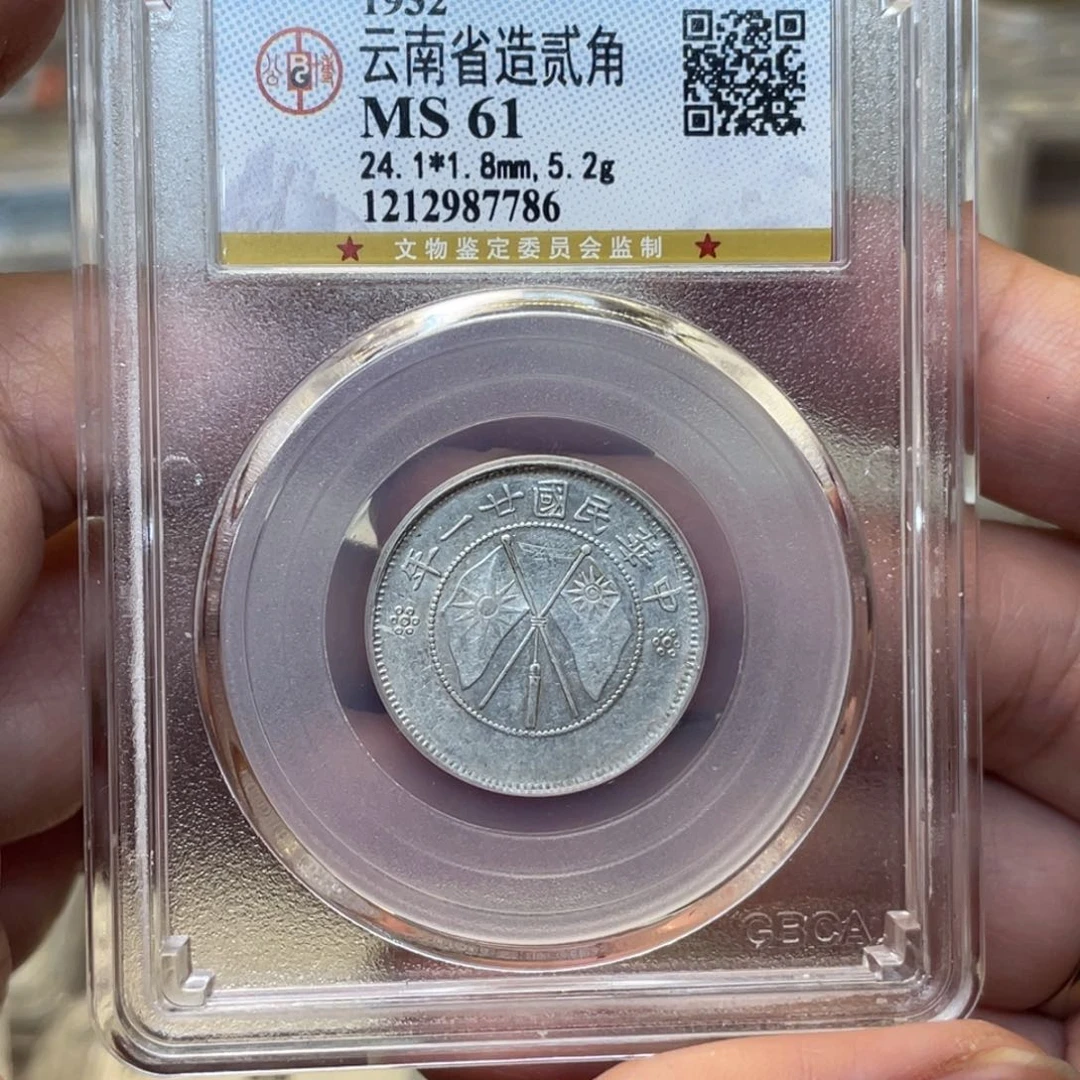 1932
云南省造贰角
MS 61
24.1*1.8mm,5.2g
1212987786
★ 文物鉴定委员会监制 ★
中華民國廿一年
GBCA